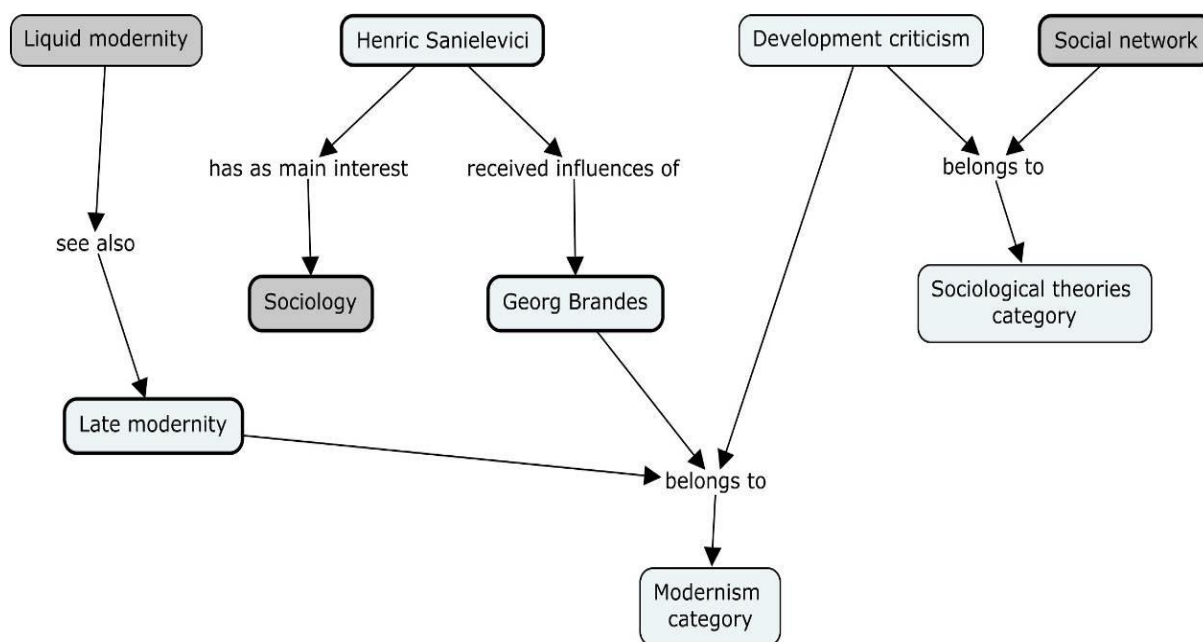 Liquid modernity
Henric Sanielevici
Development criticism
Social network
has as main interest
received influences of
belongs to
see also
Sociology
Georg Brandes
Sociological theories
category
Late modernity
belongs to
Modernism
category